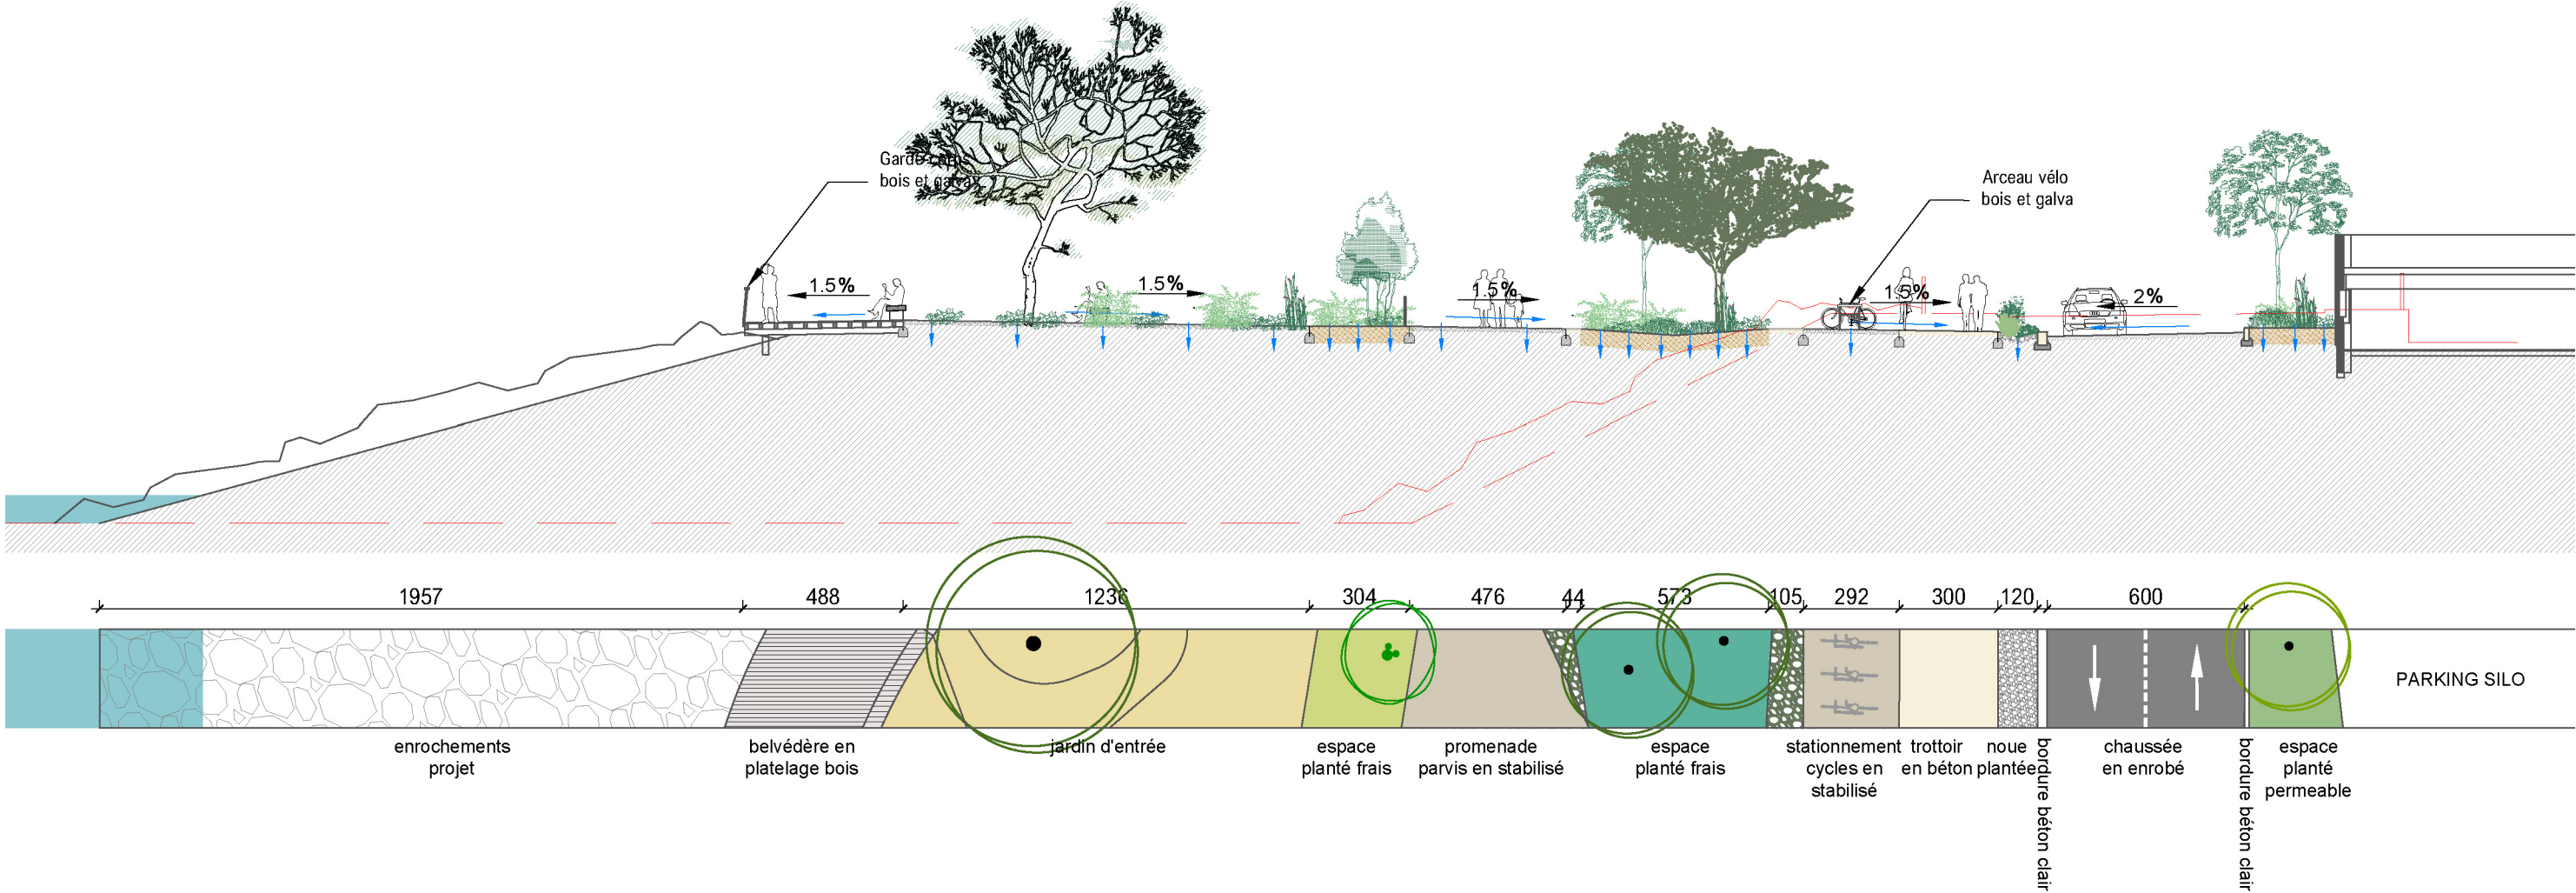 Garde-corps
bois et galva
Arceau vélo
bois et galva
1.5%
1.5%
1.5%
1.5%
2%
1957
488
1236
304
476
44
573
105
292
300
120
600
PARKING SILO
enrochements
projet
belvédère en
platelage bois
jardin d'entrée
espace
planté frais
promenade
parvis en stabilisé
espace
planté frais
stationnement
cycles en
stabilisé
trottoir
en béton
noue
plantée
bordure béton clair
chaussée
en enrobé
bordure béton clair
espace
planté
permeable